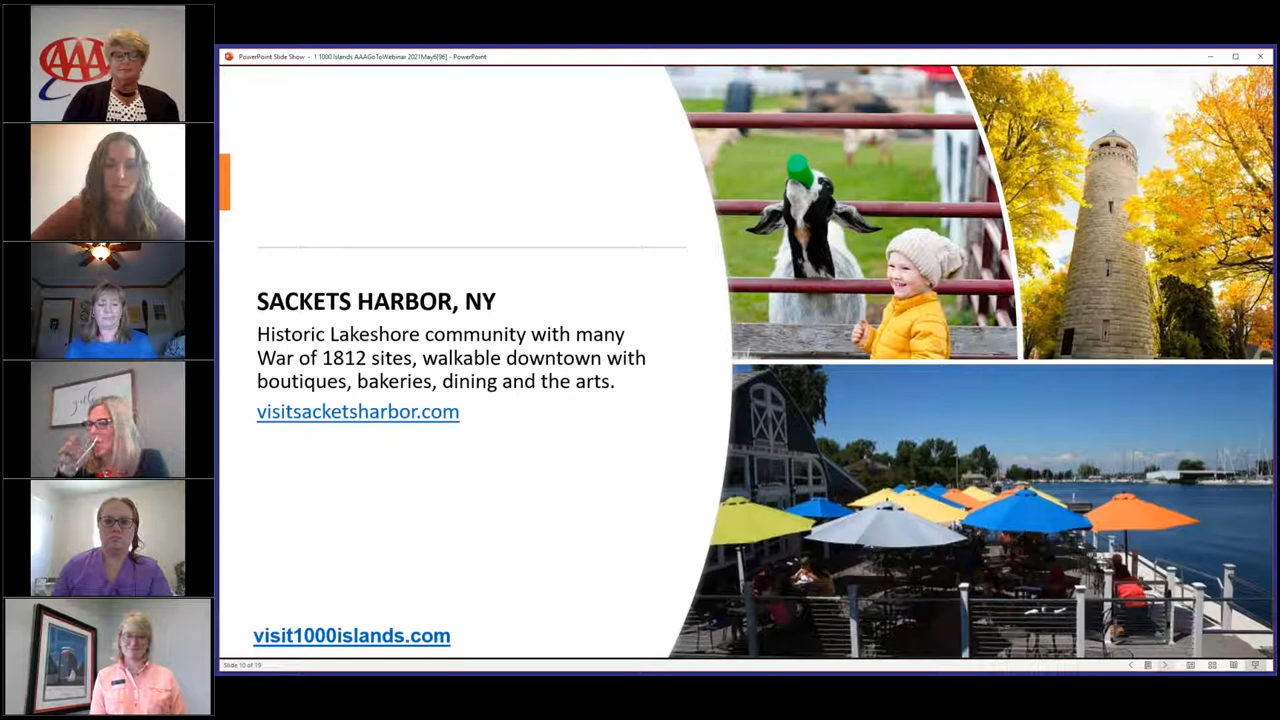 AAA
PowerPoint Slide Show - 1 1000 Islands AAAGoToWebinar 2021May6[96] - PowerPoint
SACKETS HARBOR, NY
Historic Lakeshore community with many
War of 1812 sites, walkable downtown with
boutiques, bakeries, dining and the arts.
visitsacketsharbor.com
visit1000islands.com
Slide 10 of 19